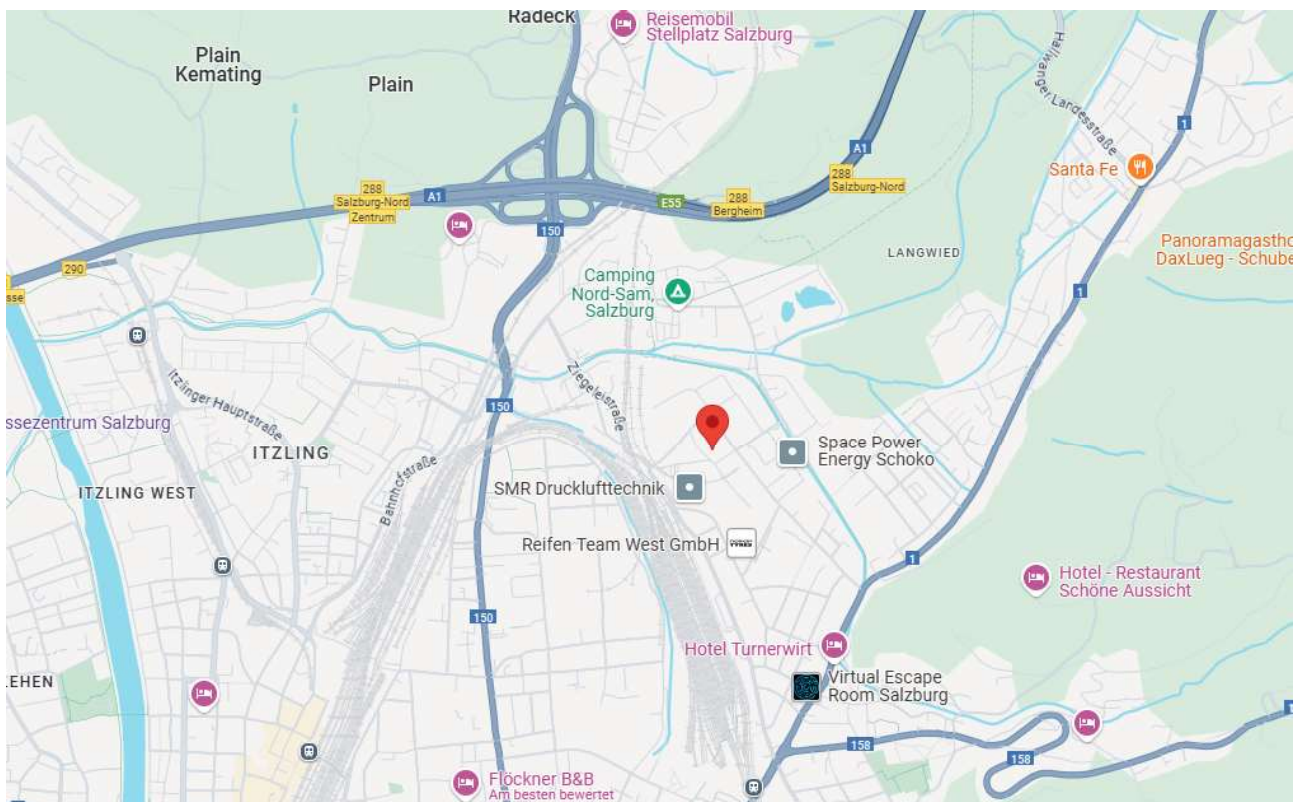 Radeck
Reisemobil
Stellplatz Salzburg
Plain
Kemating
Plain
Hallwanger Landesstraße
1
A1
288
Salzburg-Nord
Santa Fe
288
Salzburg-Nord
Zentrum
A1
E55
288
Bergheim
150
LANGWIED
Panoramagastho
DaxLueg - Schube
290
sse
Camping
Nord-Sam,
Salzburg
1
Itzlinger Hauptstraße
Ziegeleistraße
150
ssezentrum Salzburg
ITZLING
Bahnhofstraße
ITZLING WEST
Space Power
Energy Schoko
SMR Drucklufttechnik
Reifen Team West GmbH
1
Hotel - Restaurant
Schöne Aussicht
150
Hotel Turnerwirt
EHEN
Virtual Escape
Room Salzburg
158
158
Flöckner B&B
Am besten bewertet